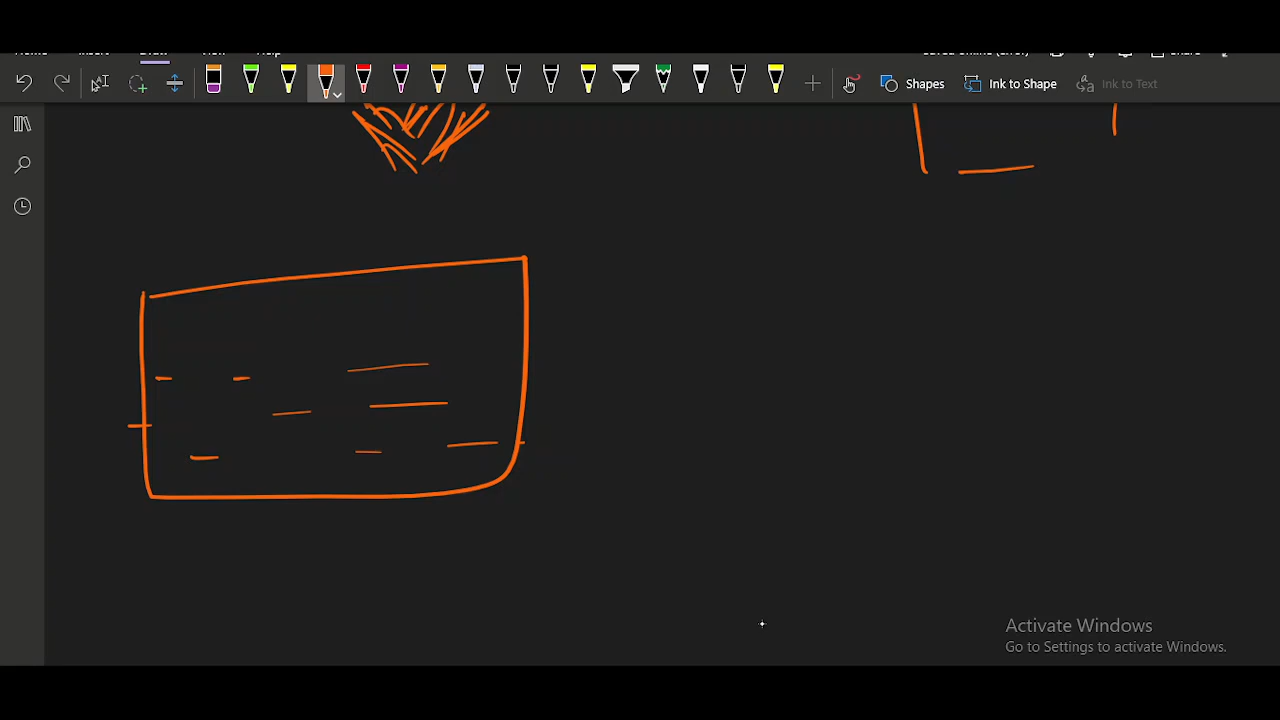 Shapes
Ink to Shape
Ink to Text
Activate Windows
Go to Settings to activate Windows.